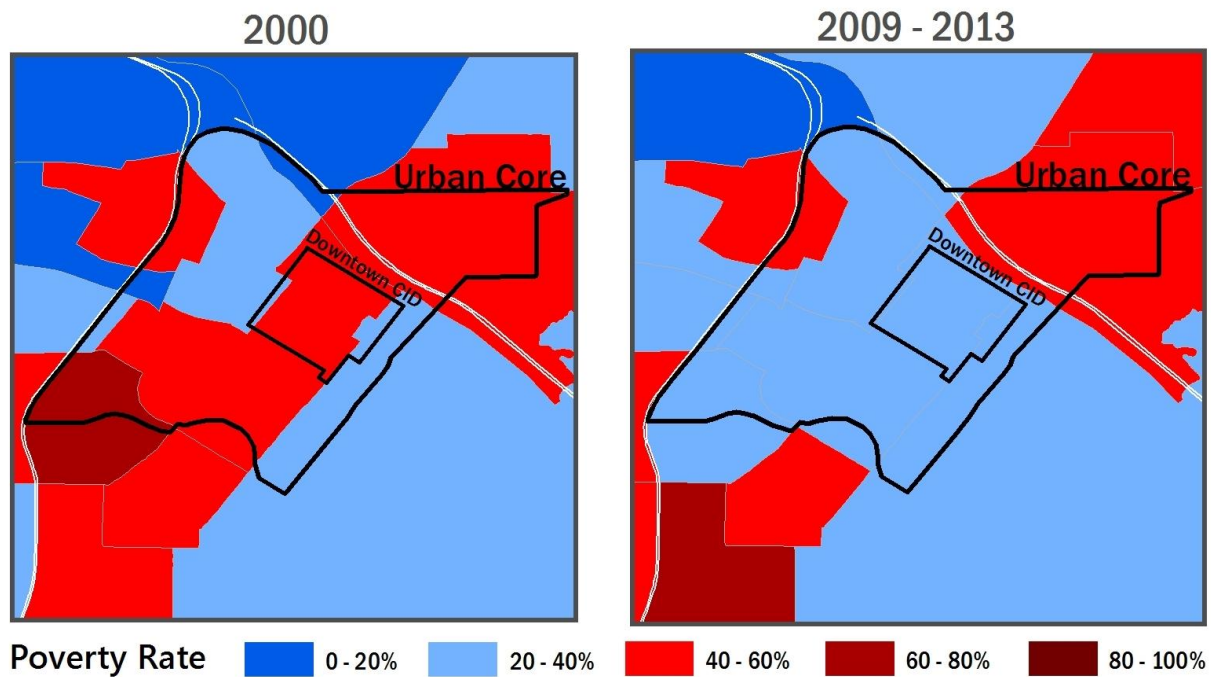 2000
2009 - 2013
Urban Core
Downtown CID
Urban Core
Downtown CID
Poverty Rate
0 - 20%
20 - 40%
40 - 60%
60 - 80%
80 - 100%